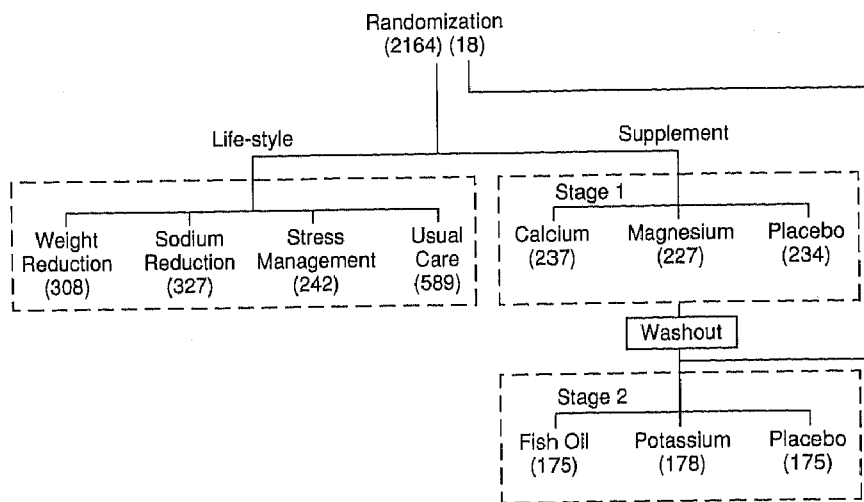 Randomization
(2164) (18)
Life-style
Supplement
Stage 1
Weight Reduction (308)
Sodium Reduction (327)
Stress Management (242)
Usual Care (589)
Calcium (237)
Magnesium (227)
Placebo (234)
Washout
Stage 2
Fish Oil (175)
Potassium (178)
Placebo (175)